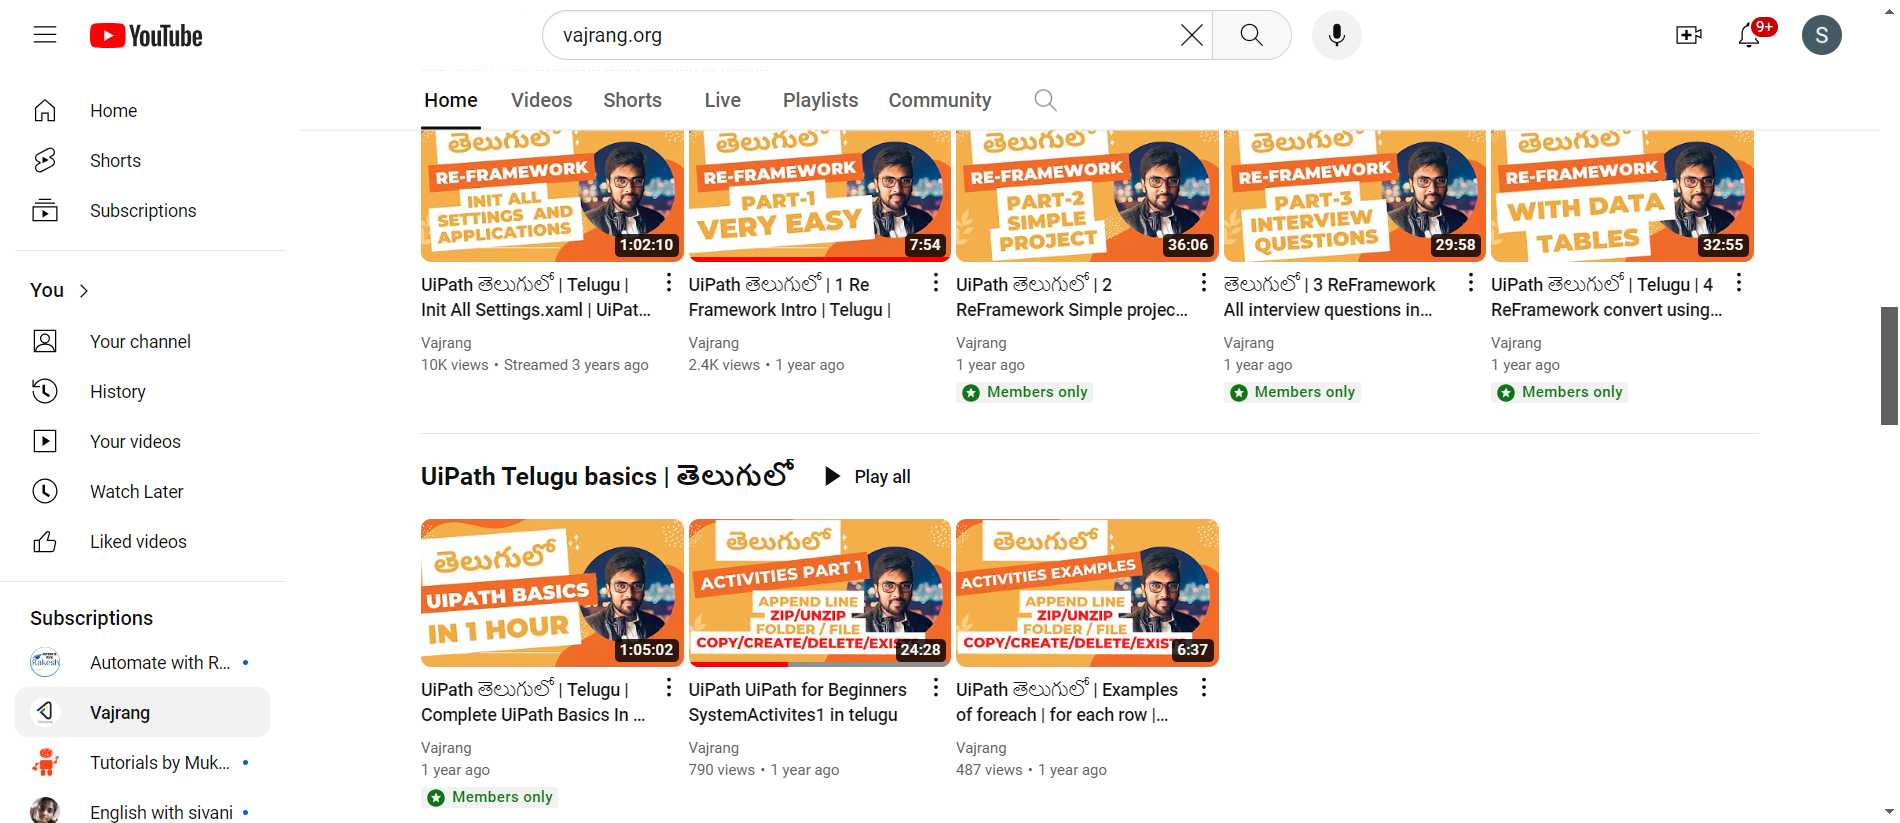 YouTube
vajrang.org
9+
S
Home
Shorts
Subscriptions
You
Your channel
History
Your videos
Watch Later
Liked videos
Subscriptions
Automate with R...
Vajrang
Tutorials by Muk...
English with sivani
Home Videos Shorts Live Playlists Community
తెలుగులో
RE-FRAMEWORK
INIT ALL
SETTINGS AND
APPLICATIONS
1:02:10
UiPath తెలుగులో | Telugu |
Init All Settings.xaml | UiPat...
Vajrang
10K views • Streamed 3 years ago
తెలుగులో
RE-FRAMEWORK
PART-1
VERY EASY
7:54
UiPath తెలుగులో | 1 Re
Framework Intro | Telugu |
Vajrang
2.4K views • 1 year ago
తెలుగులో
RE-FRAMEWORK
PART-2
SIMPLE
PROJECT
36:06
UiPath తెలుగులో | 2
ReFramework Simple projec...
Vajrang
1 year ago
Members only
తెలుగులో
RE-FRAMEWORK
PART-3
INTERVIEW
QUESTIONS
29:58
తెలుగులో | 3 ReFramework
All interview questions in...
Vajrang
1 year ago
Members only
తెలుగులో
RE-FRAMEWORK
WITH DATA
TABLES
32:55
UiPath తెలుగులో | Telugu | 4
ReFramework convert using...
Vajrang
1 year ago
Members only
UiPath Telugu basics | తెలుగులో Play all
తెలుగులో
UIPATH BASICS
IN 1 HOUR
1:05:02
UiPath తెలుగులో | Telugu |
Complete UiPath Basics In ...
Vajrang
1 year ago
Members only
తెలుగులో
ACTIVITIES PART 1
APPEND LINE
ZIP/UNZIP
FOLDER / FILE
COPY/CREATE/DELETE/EXIS
24:28
UiPath UiPath for Beginners
SystemActivites1 in telugu
Vajrang
790 views • 1 year ago
తెలుగులో
ACTIVITIES EXAMPLES
APPEND LINE
ZIP/UNZIP
FOLDER / FILE
COPY/CREATE/DELETE/EXIST
6:37
UiPath తెలుగులో | Examples
of foreach | for each row |...
Vajrang
487 views • 1 year ago